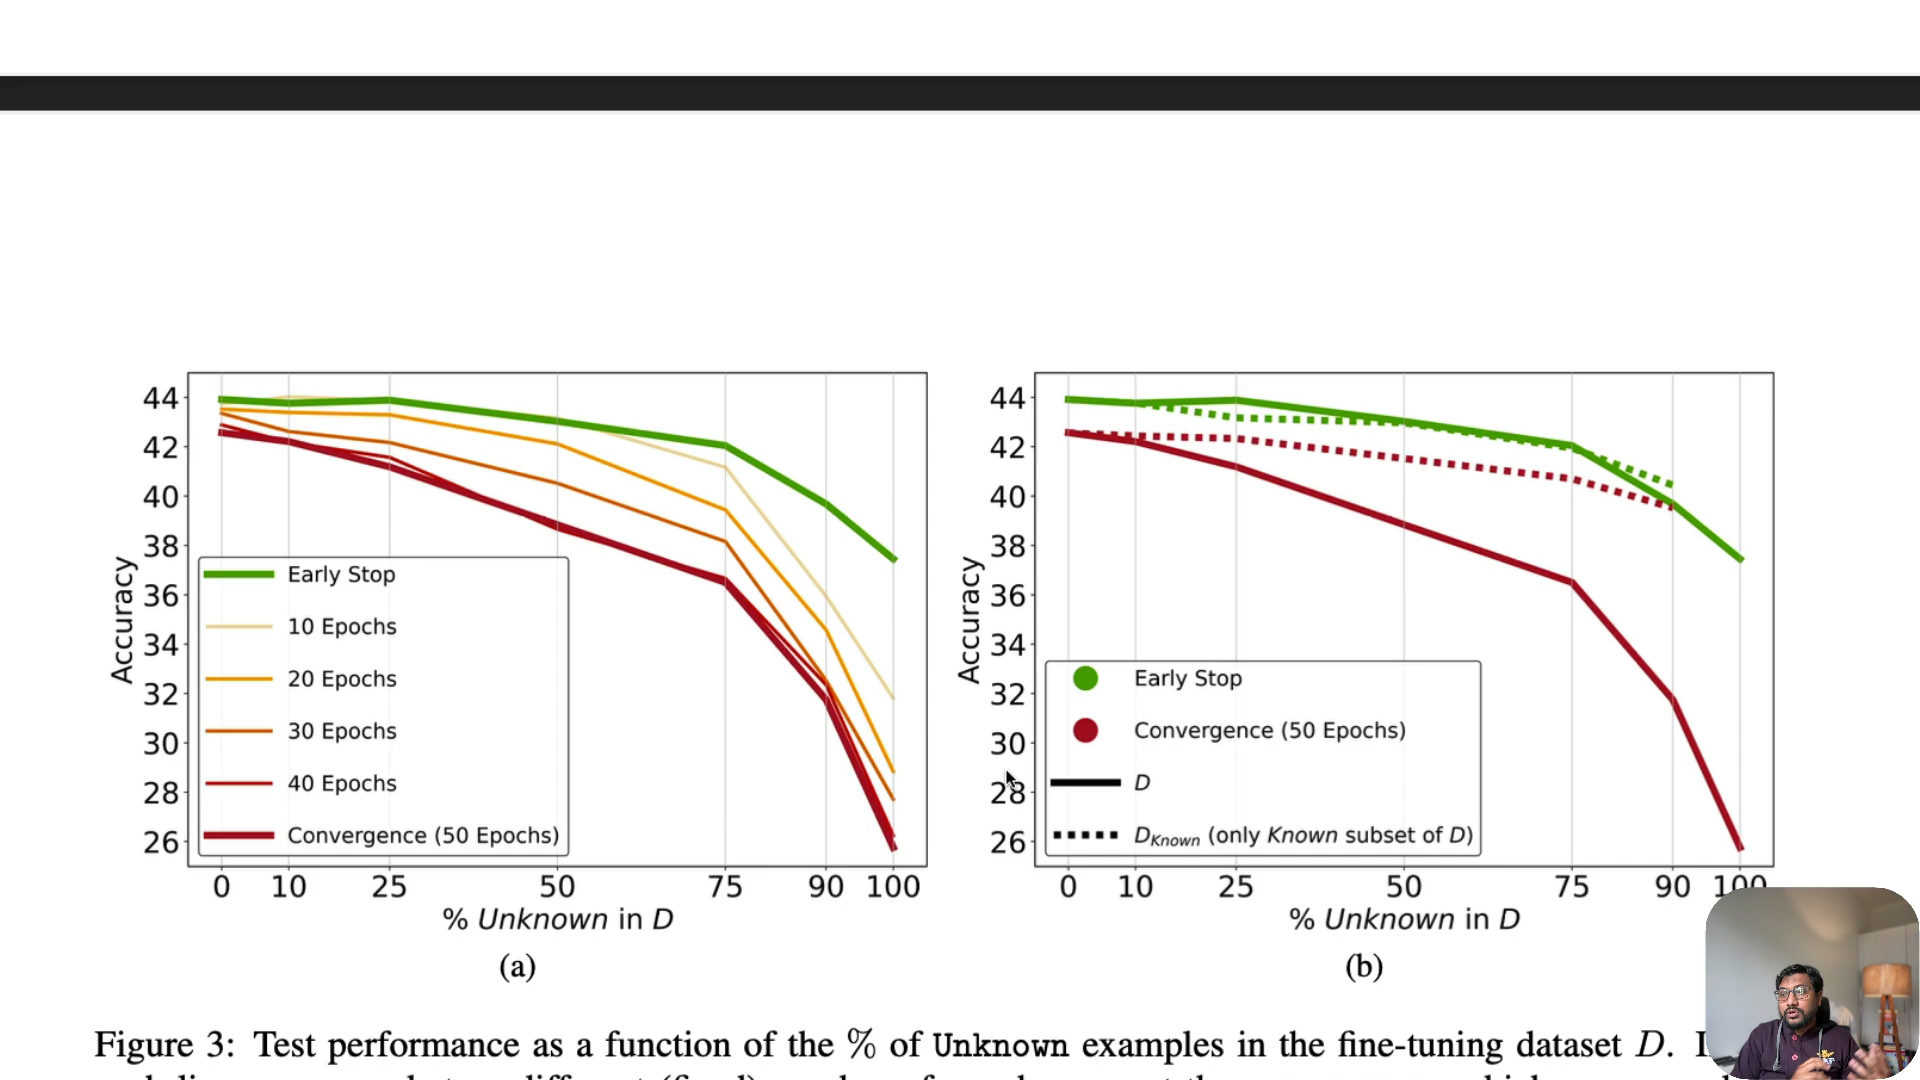 44
42
40
38
36
34
32
30
28
26
Accuracy
Early Stop
10 Epochs
20 Epochs
30 Epochs
40 Epochs
Convergence (50 Epochs)
0 10 25 50 75 90 100
% Unknown in D
(a)
44
42
40
38
36
34
32
30
28
26
Accuracy
Early Stop
Convergence (50 Epochs)
D
D_Known (only Known subset of D)
0 10 25 50 75 90 100
% Unknown in D
(b)
Figure 3: Test performance as a function of the % of Unknown examples in the fine-tuning dataset D.